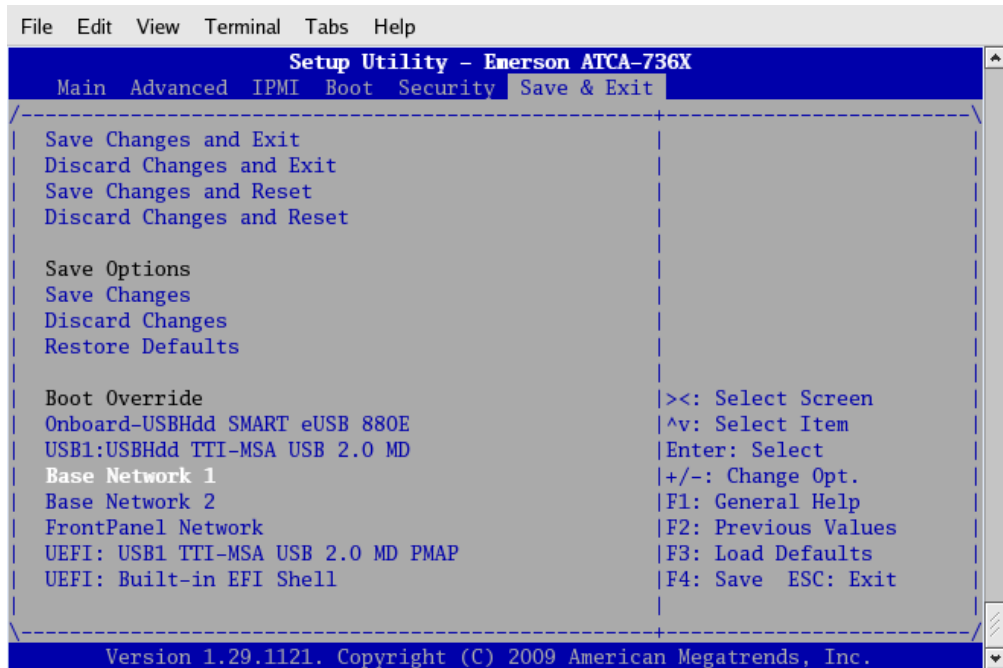 File Edit View Terminal Tabs Help
Setup Utility - Emerson ATCA-736X
Main Advanced IPMI Boot Security Save & Exit
/----------------------------------------------------+-------------------------\
Save Changes and Exit
Discard Changes and Exit
Save Changes and Reset
Discard Changes and Reset
Save Options
Save Changes
Discard Changes
Restore Defaults
Boot Override |><: Select Screen
Onboard-USBHdd SMART eUSB 880E |^v: Select Item
USB1:USBHdd TTI-MSA USB 2.0 MD |Enter: Select
Base Network 1 |+/-: Change Opt.
Base Network 2 |F1: General Help
FrontPanel Network |F2: Previous Values
UEFI: USB1 TTI-MSA USB 2.0 MD PMAP |F3: Load Defaults
UEFI: Built-in EFI Shell |F4: Save ESC: Exit
\----------------------------------------------------+-------------------------/
Version 1.29.1121. Copyright (C) 2009 American Megatrends, Inc.